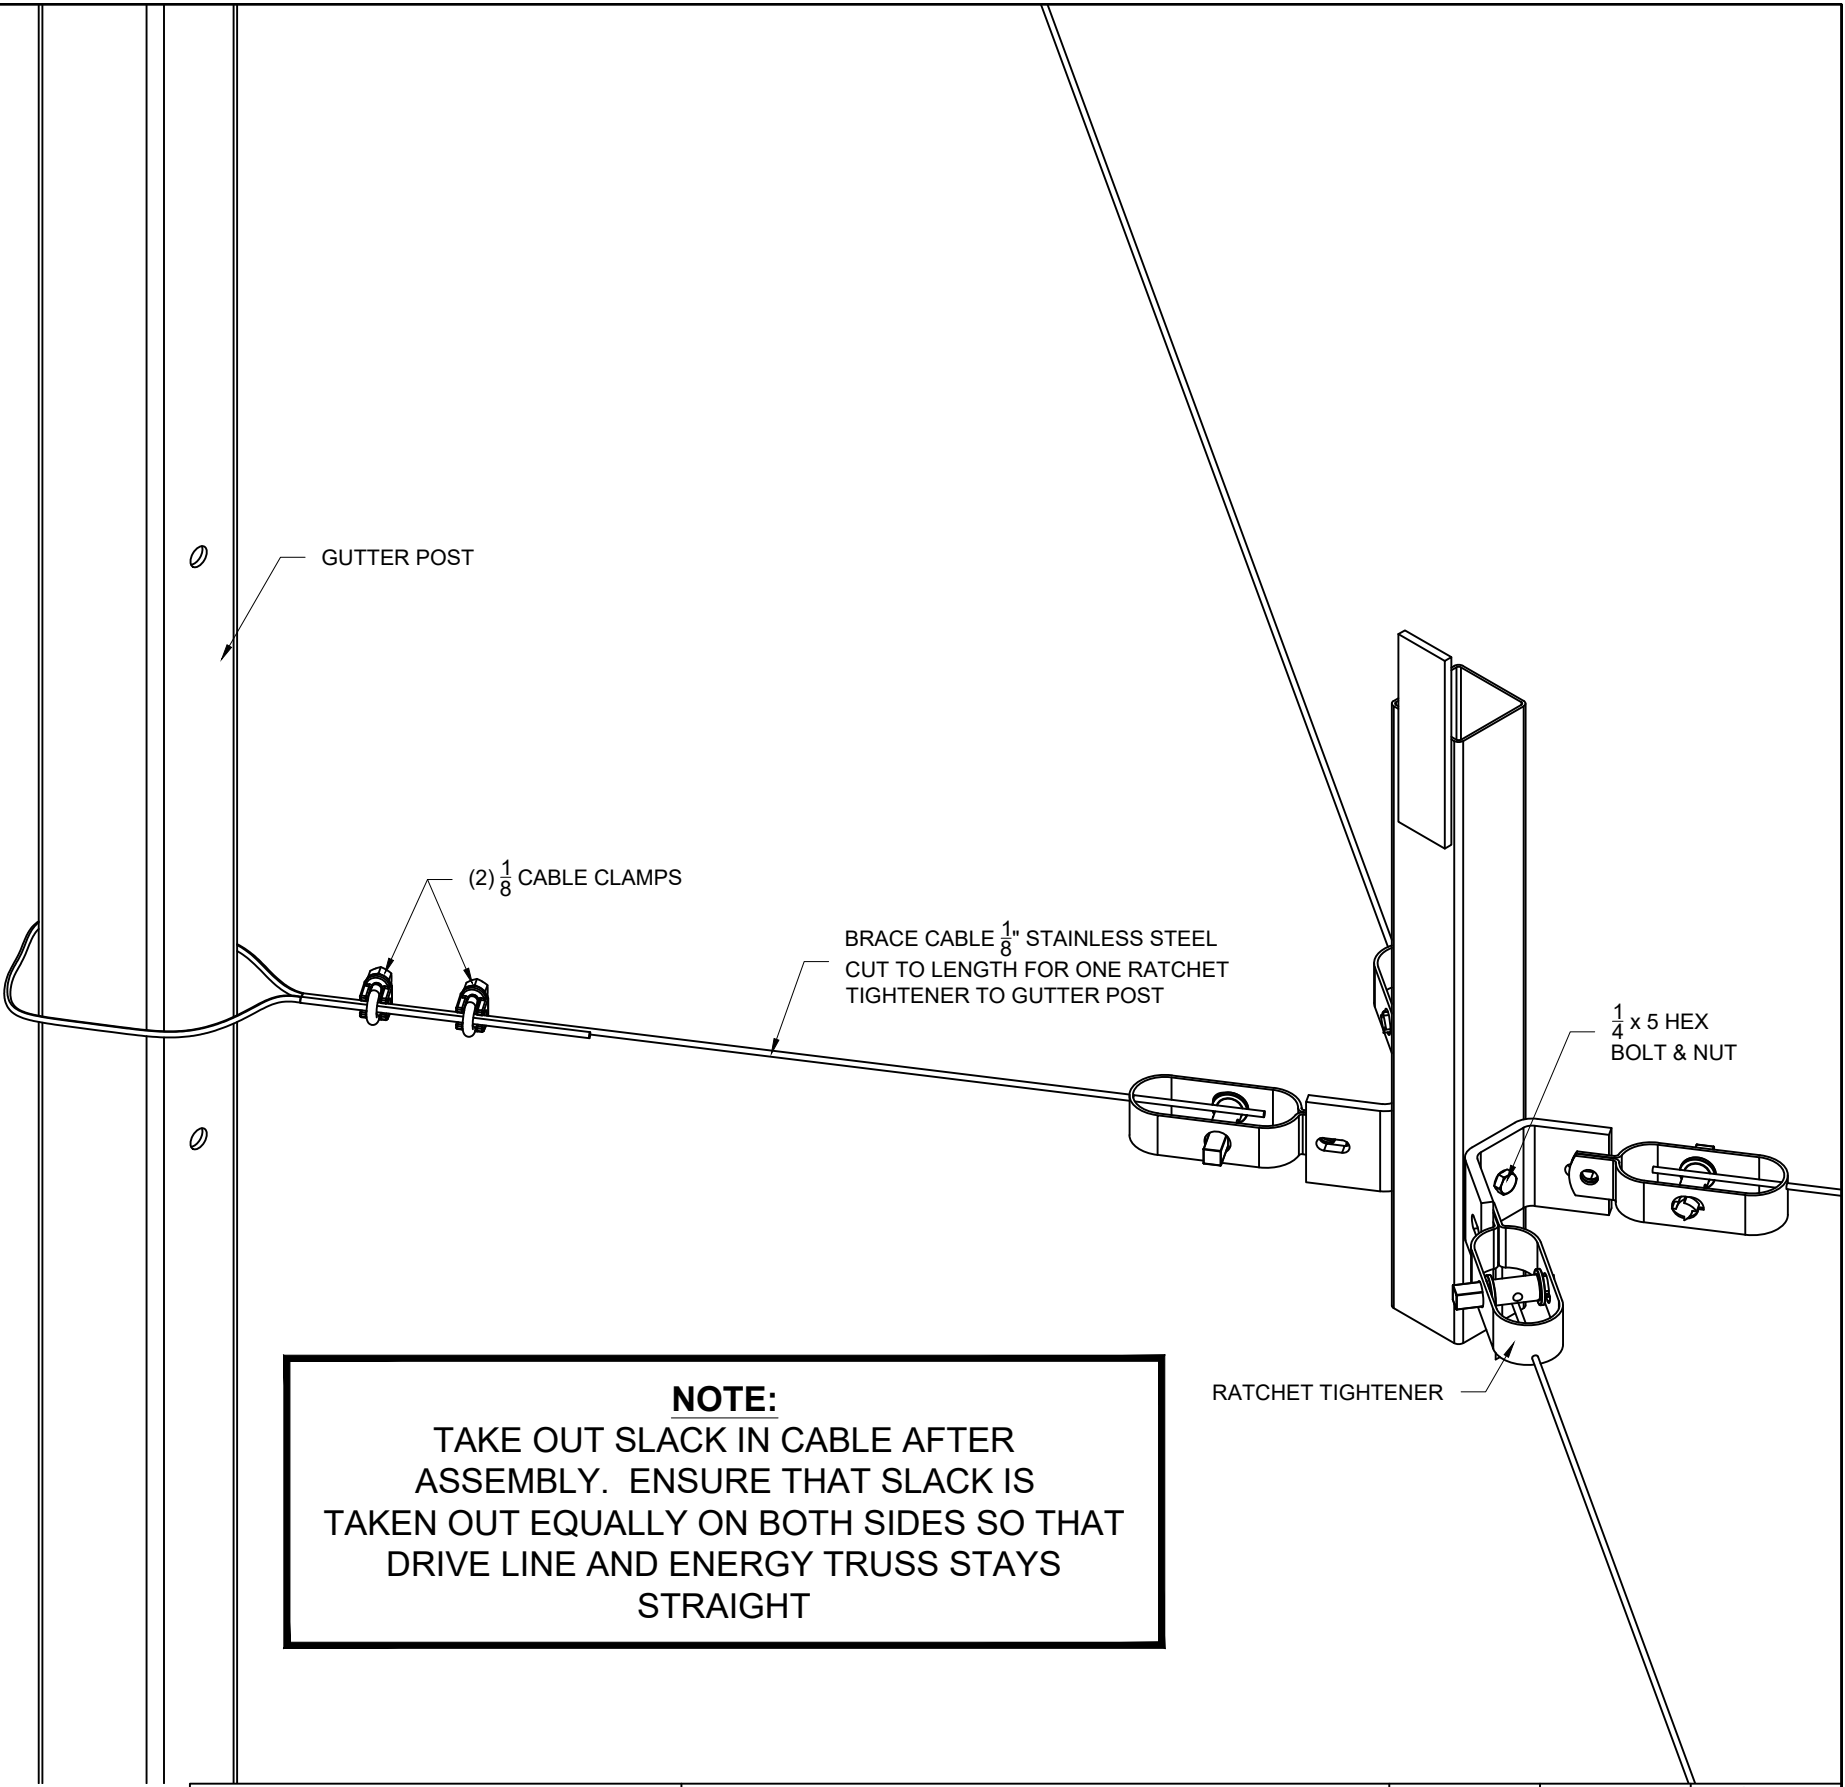 GUTTER POST
(2) 1/8 CABLE CLAMPS
BRACE CABLE 1/8" STAINLESS STEEL
CUT TO LENGTH FOR ONE RATCHET
TIGHTENER TO GUTTER POST
1/4 x 5 HEX
BOLT & NUT
RATCHET TIGHTENER
NOTE:
TAKE OUT SLACK IN CABLE AFTER
ASSEMBLY. ENSURE THAT SLACK IS
TAKEN OUT EQUALLY ON BOTH SIDES SO THAT
DRIVE LINE AND ENERGY TRUSS STAYS
STRAIGHT